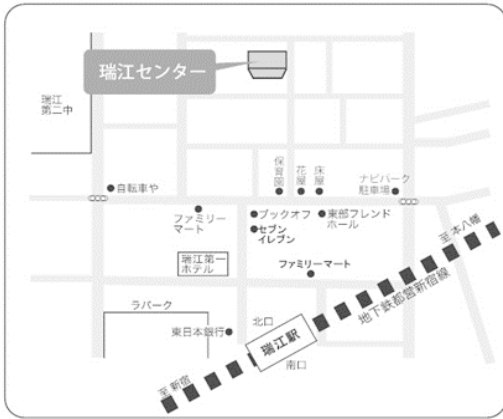 瑞江センター
瑞江
第二中
保育園
花屋
床屋
ナビパーク
駐車場
自転車や
ファミリー
マート
ブックオフ
東部フレンド
ホール
セブン
イレブン
至 本八幡
瑞江第一
ホテル
ファミリーマート
地下鉄都営新宿線
ラパーク
北口
東日本銀行
瑞江駅
南口
至 新宿